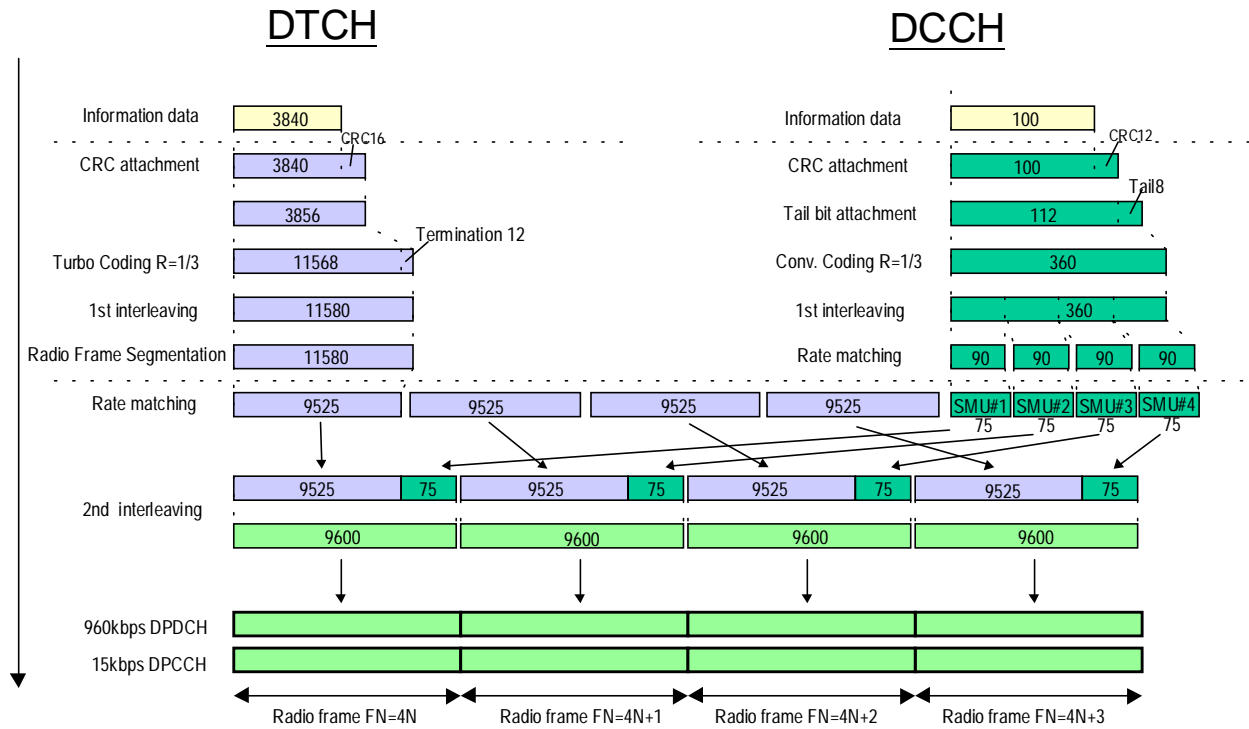 DTCH DCCH
Information data 3840 Information data 100
CRC16 CRC12
CRC attachment 3840 CRC attachment 100
Tail8
3856 Tail bit attachment 112
Termination 12
Turbo Coding R=1/3 11568 Conv. Coding R=1/3 360
1st interleaving 11580 1st interleaving 360
Radio Frame Segmentation 11580 Rate matching 90 90 90 90
Rate matching 9525 9525 9525 9525 SMU#1 SMU#2 SMU#3 SMU#4
75 75 75 75
9525 75 9525 75 9525 75 9525 75
2nd interleaving
9600 9600 9600 9600
960kbps DPDCH
15kbps DPCCH
Radio frame FN=4N Radio frame FN=4N+1 Radio frame FN=4N+2 Radio frame FN=4N+3